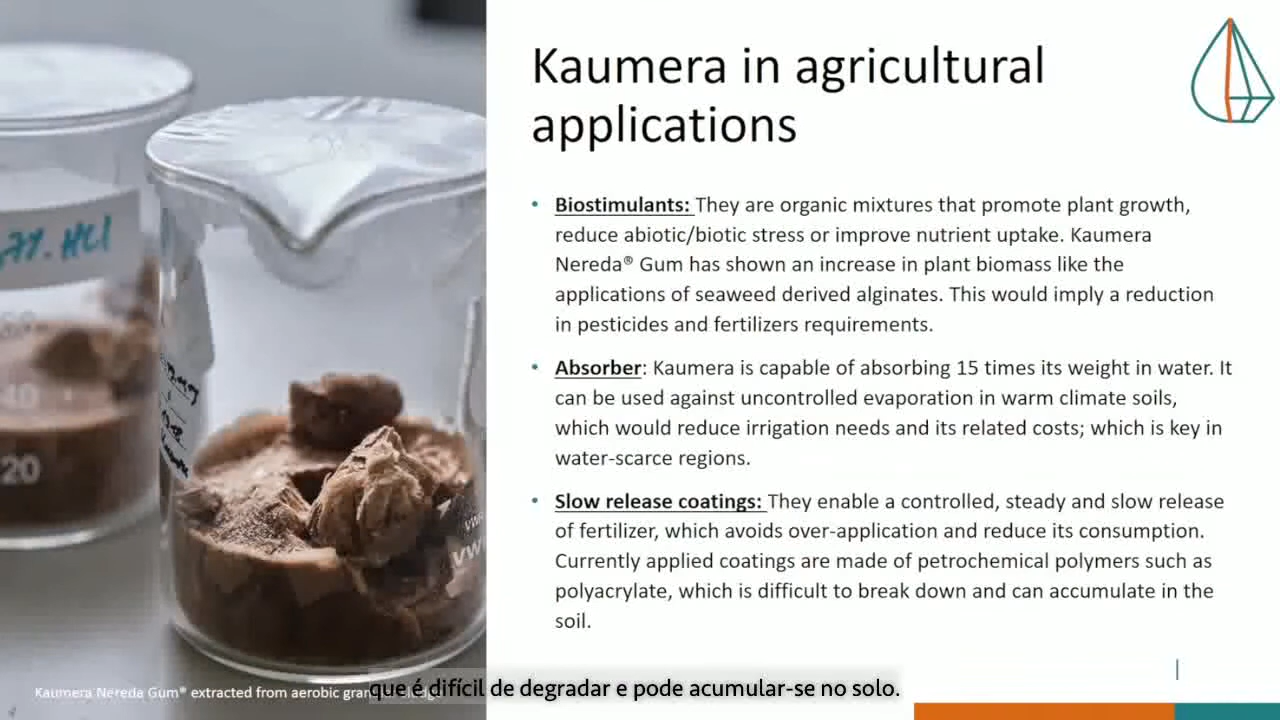 Kaumera in agricultural
applications
• Biostimulants: They are organic mixtures that promote plant growth,
reduce abiotic/biotic stress or improve nutrient uptake. Kaumera
Nereda® Gum has shown an increase in plant biomass like the
applications of seaweed derived alginates. This would imply a reduction
in pesticides and fertilizers requirements.
• Absorber: Kaumera is capable of absorbing 15 times its weight in water. It
can be used against uncontrolled evaporation in warm climate soils,
which would reduce irrigation needs and its related costs; which is key in
water-scarce regions.
• Slow release coatings: They enable a controlled, steady and slow release
of fertilizer, which avoids over-application and reduce its consumption.
Currently applied coatings are made of petrochemical polymers such as
polyacrylate, which is difficult to break down and can accumulate in the
soil.
HCl
40
20
Kaumera Nereda Gum® extracted from aerobic
que é difícil de degradar e pode acumular-se no solo.